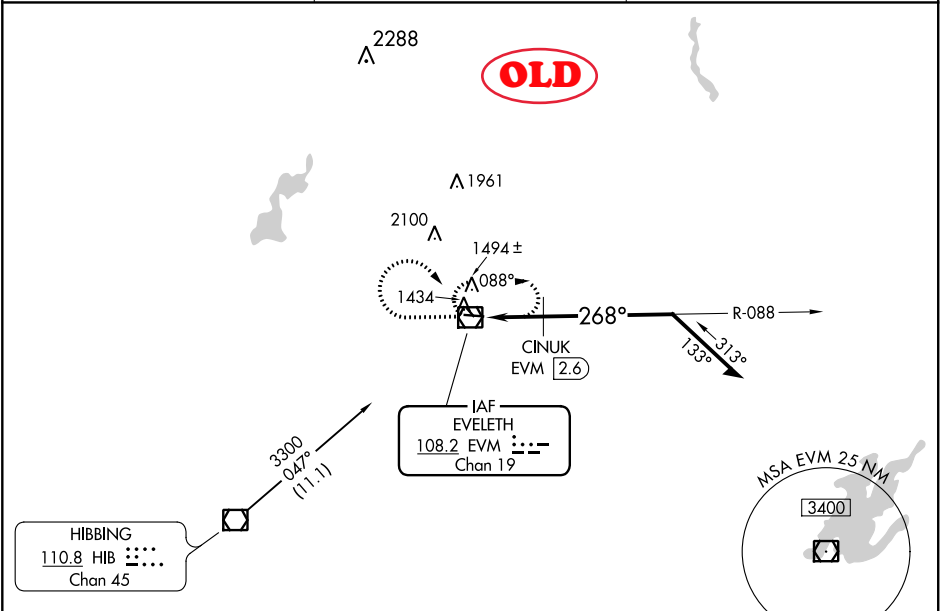 2288
OLD
1961
2100
1494 ±
088°
1434
268°
R-088
CINUK
EVM 2.6
313°
133°
IAF
EVELETH
108.2 EVM
Chan 19
3300
047°
(11.1)
MSA EVM 25 NM
3400
HIBBING
110.8 HIB
Chan 45